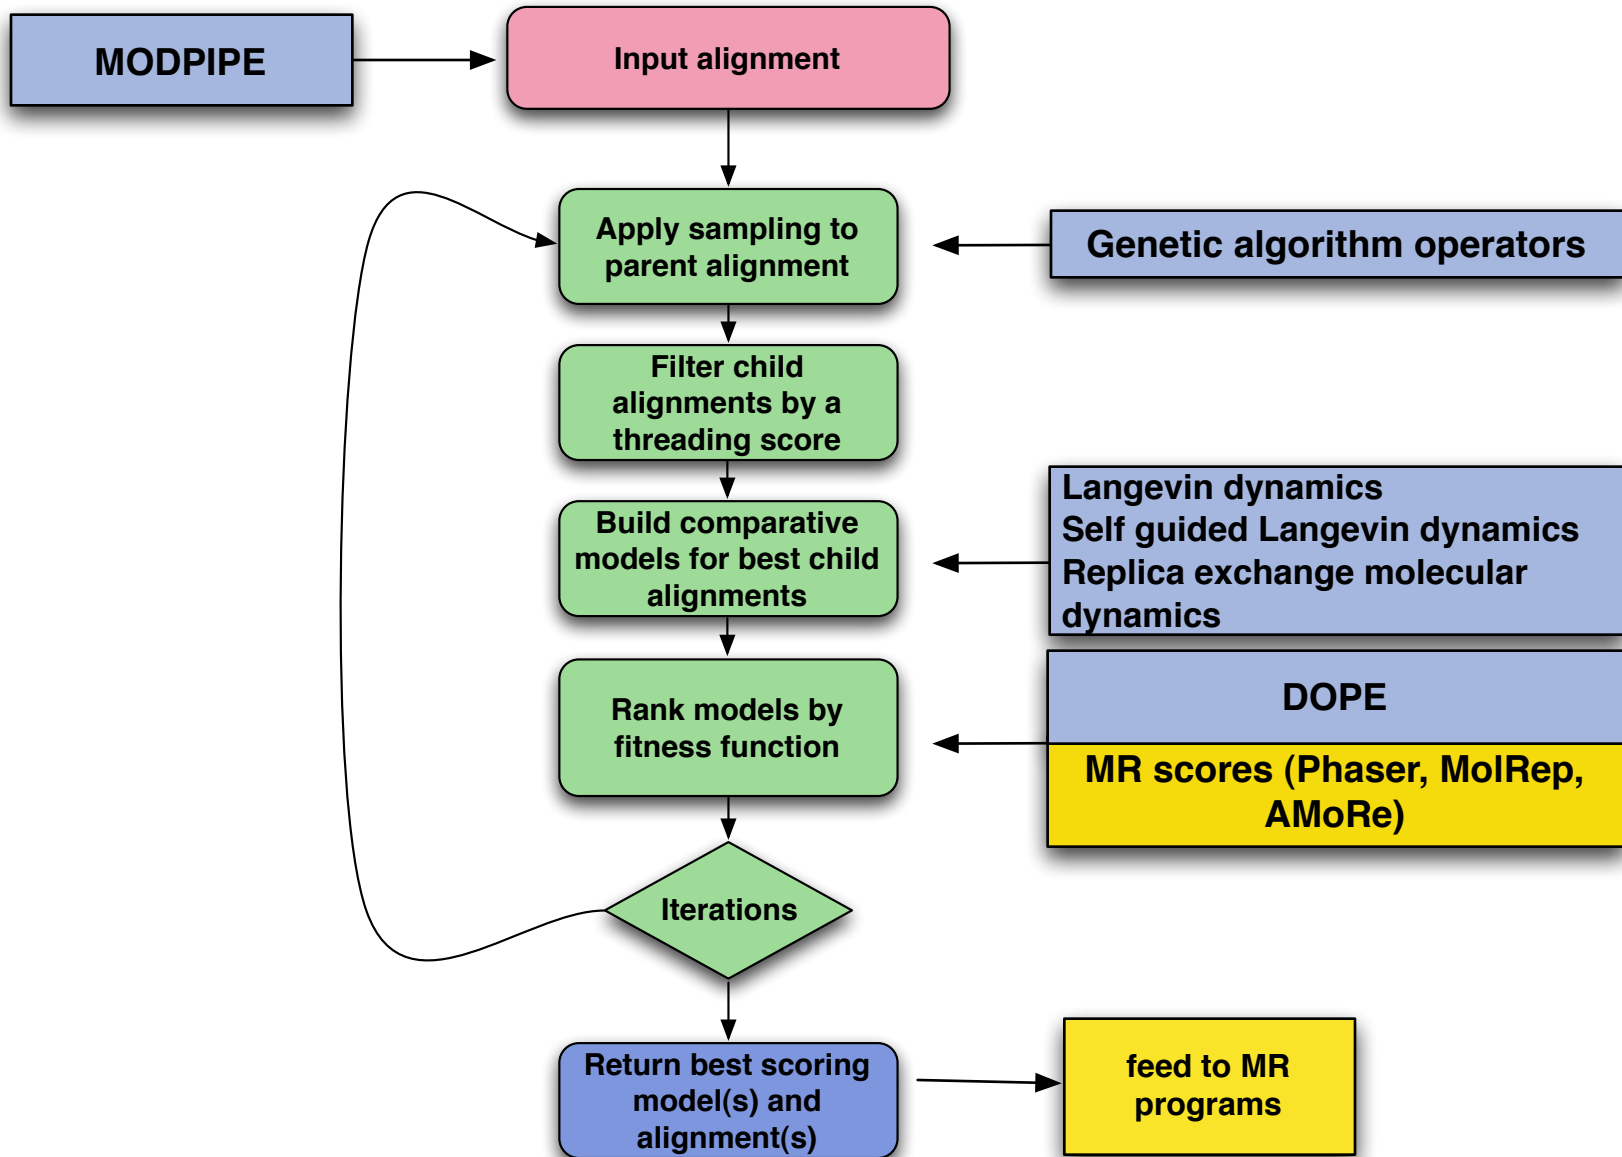 MODPIPE
Input alignment
Apply sampling to
parent alignment
Genetic algorithm operators
Filter child
alignments by a
threading score
Build comparative
models for best child
alignments
Langevin dynamics
Self guided Langevin dynamics
Replica exchange molecular
dynamics
Rank models by
fitness function
DOPE
MR scores (Phaser, MolRep,
AMoRe)
Iterations
Return best scoring
model(s) and
alignment(s)
feed to MR
programs